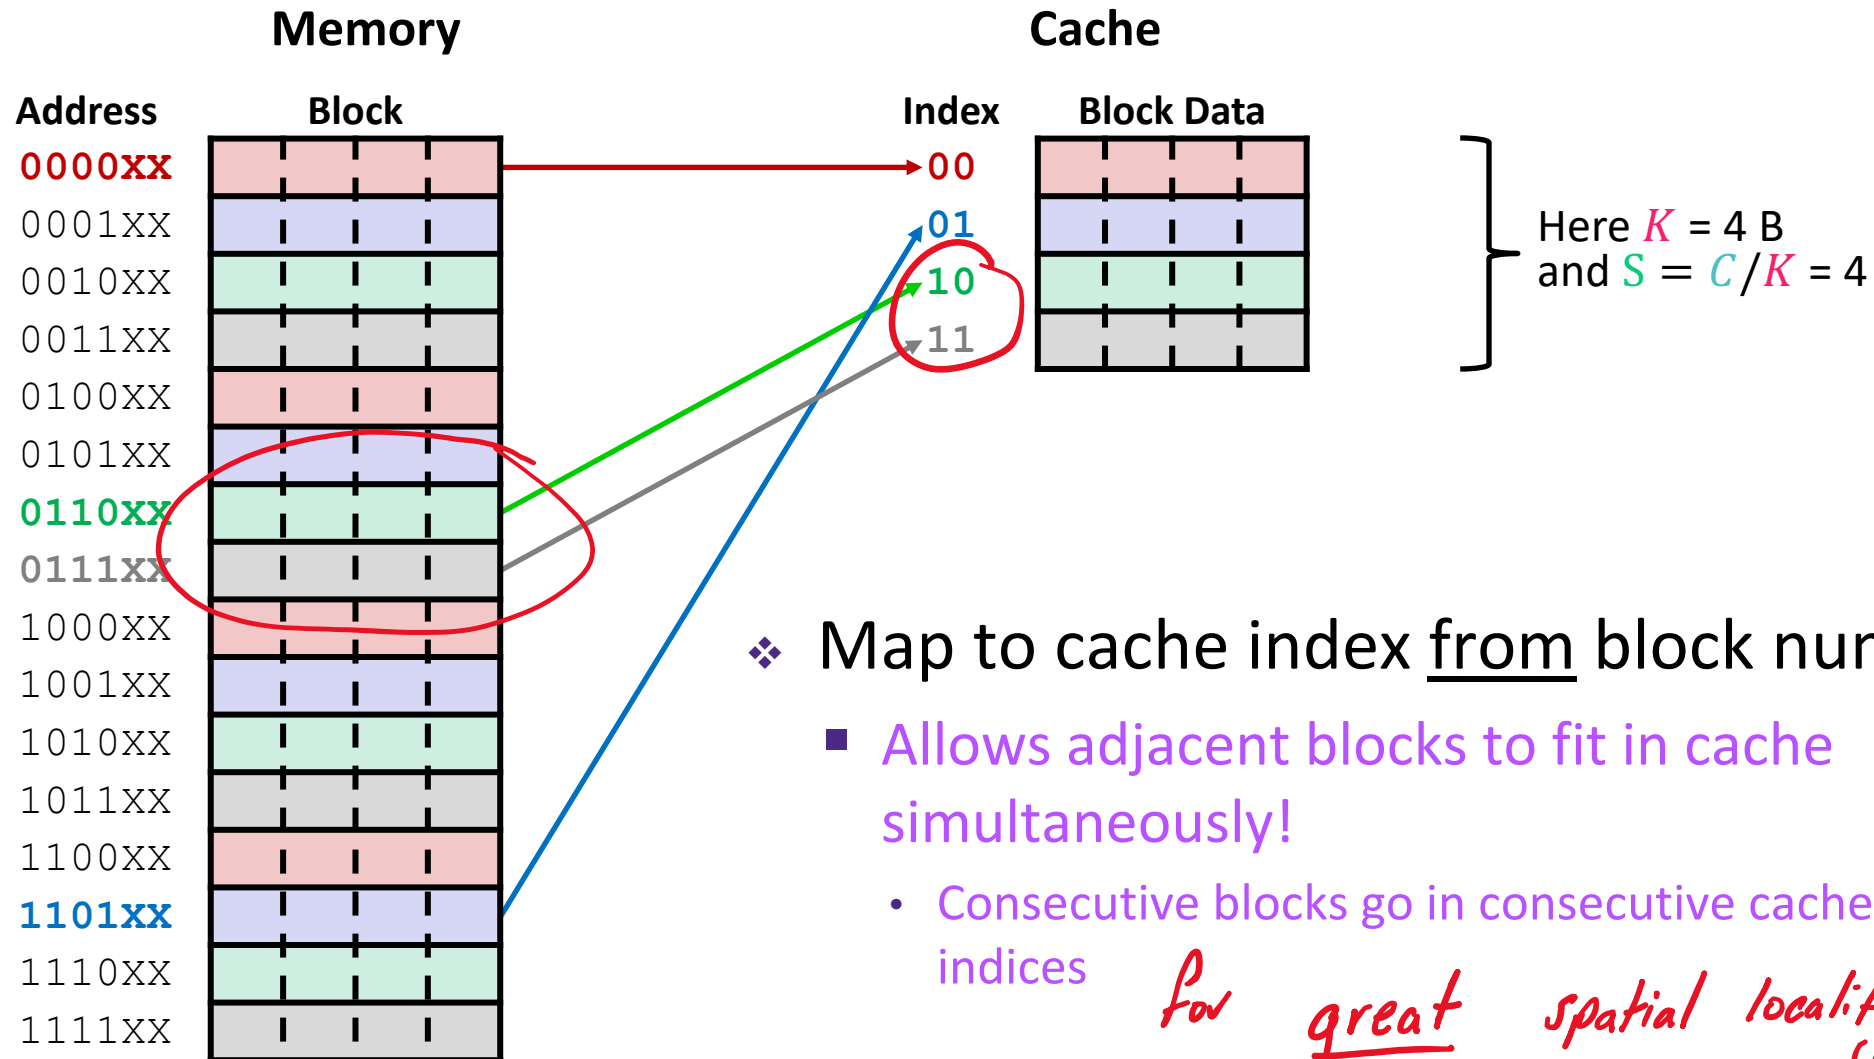 Memory
Cache
Address
Block
Index
Block Data
0000XX
0001XX
0010XX
0011XX
0100XX
0101XX
0110XX
0111XX
1000XX
1001XX
1010XX
1011XX
1100XX
1101XX
1110XX
1111XX
00
01
10
11
Here K = 4 B
and S = C/K = 4
❖ Map to cache index from block
▪ Allows adjacent blocks to fit in cache
simultaneously!
• Consecutive blocks go in consecutive cache
indices
for great spatial